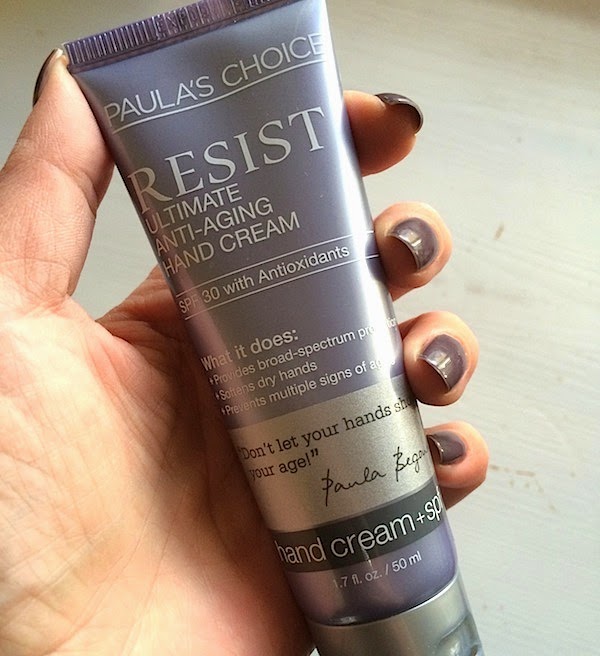 PAULA'S CHOICE
RESIST
ULTIMATE
ANTI-AGING
HAND CREAM
SPF 30 with Antioxidants
What it does:
• Provides broad-spectrum
• Softens dry hands
• Prevents multiple signs of
"Don't let your hands
your age!"
Paula
hand cream+sp
1.7 fl. oz. / 50 ml